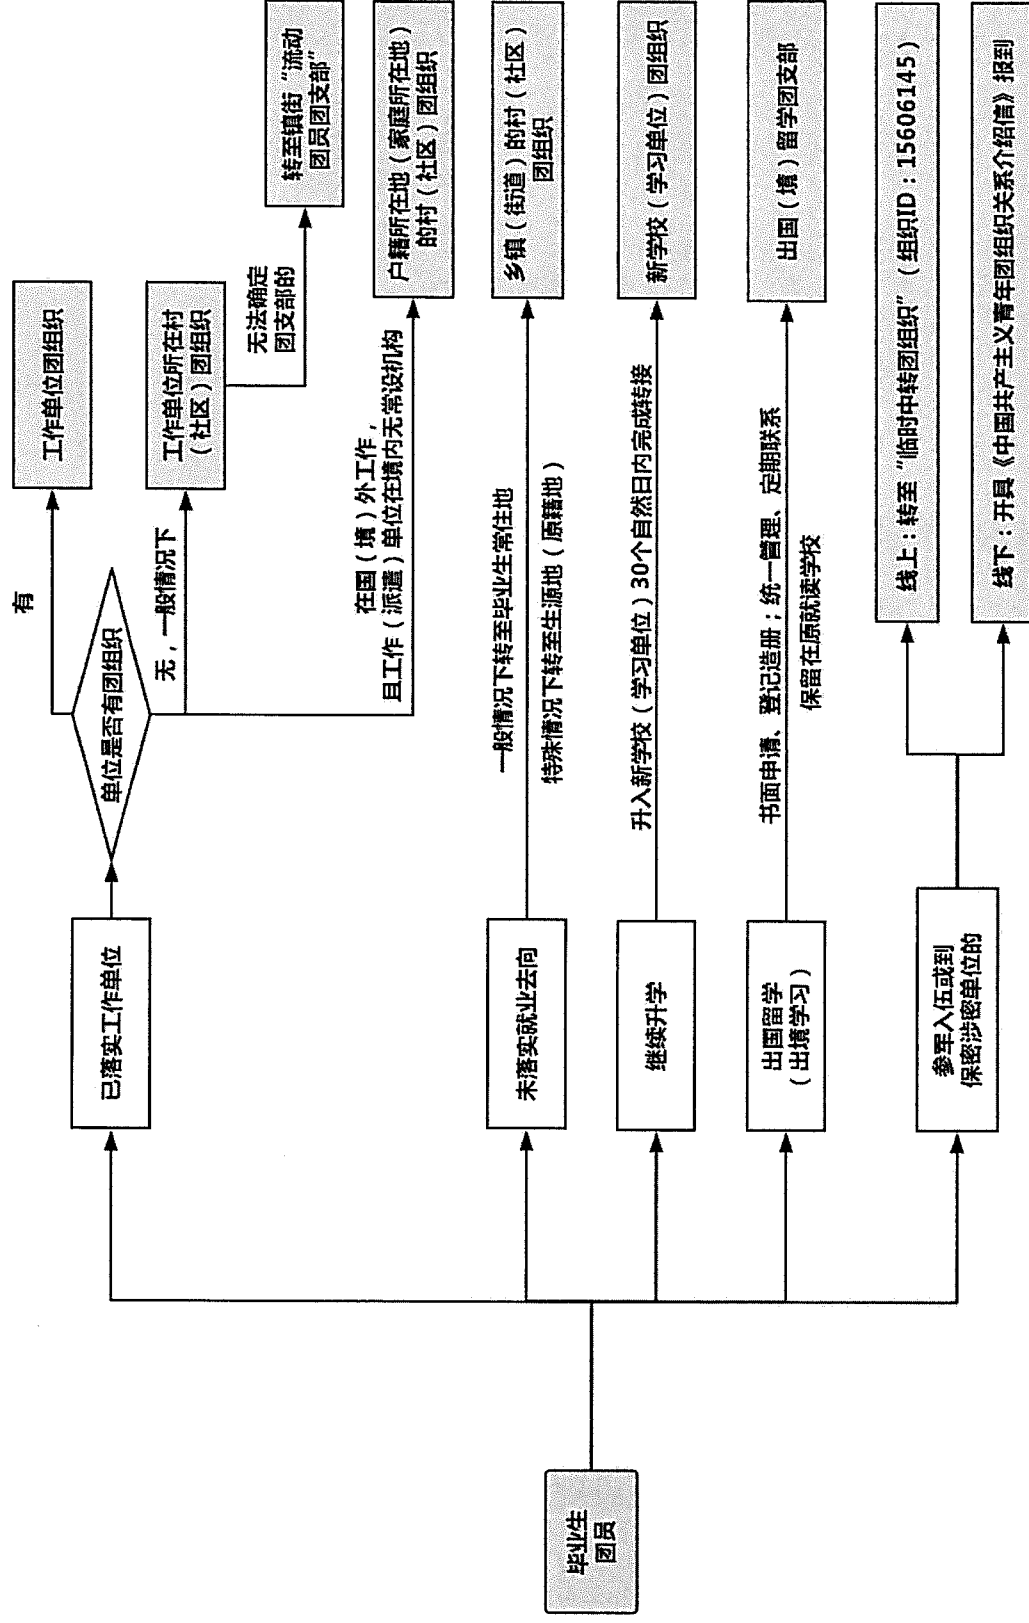 毕业生
团员
已落实工作单位
单位是否有团组织
有
工作单位团组织
无，一般情况下
工作单位所在村
（社区）团组织
无法确定
团支部的
转至镇街“流动
团员团支部”
在国（境）外工作，
且工作（派遣）单位在境内无常设机构
户籍所在地（家庭所在地）
的村（社区）团组织
未落实就业去向
一般情况下转至毕业生常住地
特殊情况下转至生源地（原籍地）
乡镇（街道）的村（社区）
团组织
继续升学
升入新学校（学习单位）30个自然日内完成转接
新学校（学习单位）团组织
出国留学
（出境学习）
书面申请、登记造册；统一管理、定期联系
保留在原就读学校
出国（境）留学团支部
参军入伍或到
保密涉密单位的
线上：转至“临时中转团组织”（组织ID：15606145）
线下：开具《中国共产主义青年团组织关系介绍信》报到